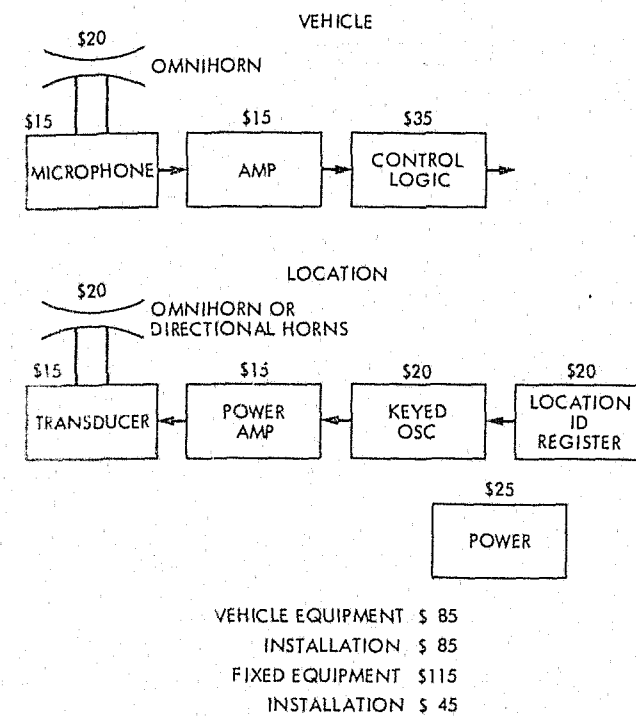 VEHICLE
$20
OMNIHORN
$15
MICROPHONE
$15
AMP
$35
CONTROL
LOGIC
LOCATION
$20
OMNIHORN OR
DIRECTIONAL HORNS
$15
TRANSDUCER
$15
POWER
AMP
$20
KEYED
OSC
$20
LOCATION
ID
REGISTER
$25
POWER
VEHICLE EQUIPMENT $ 85
INSTALLATION $ 85
FIXED EQUIPMENT $115
INSTALLATION $ 45